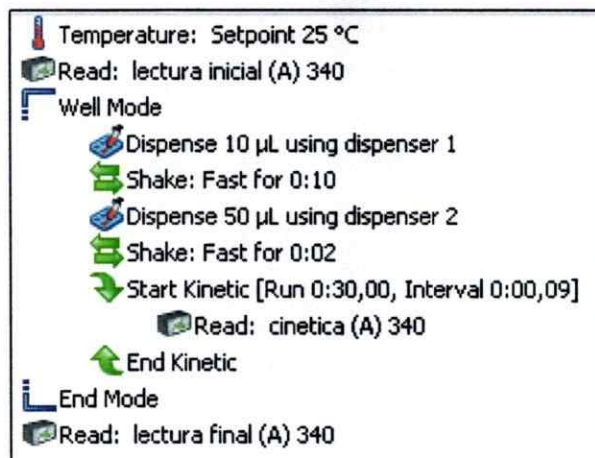 Temperature: Setpoint 25 °C
Read: lectura inicial (A) 340
Well Mode
Dispense 10 µL using dispenser 1
Shake: Fast for 0:10
Dispense 50 µL using dispenser 2
Shake: Fast for 0:02
Start Kinetic [Run 0:30,00, Interval 0:00,09]
Read: cinetica (A) 340
End Kinetic
End Mode
Read: lectura final (A) 340